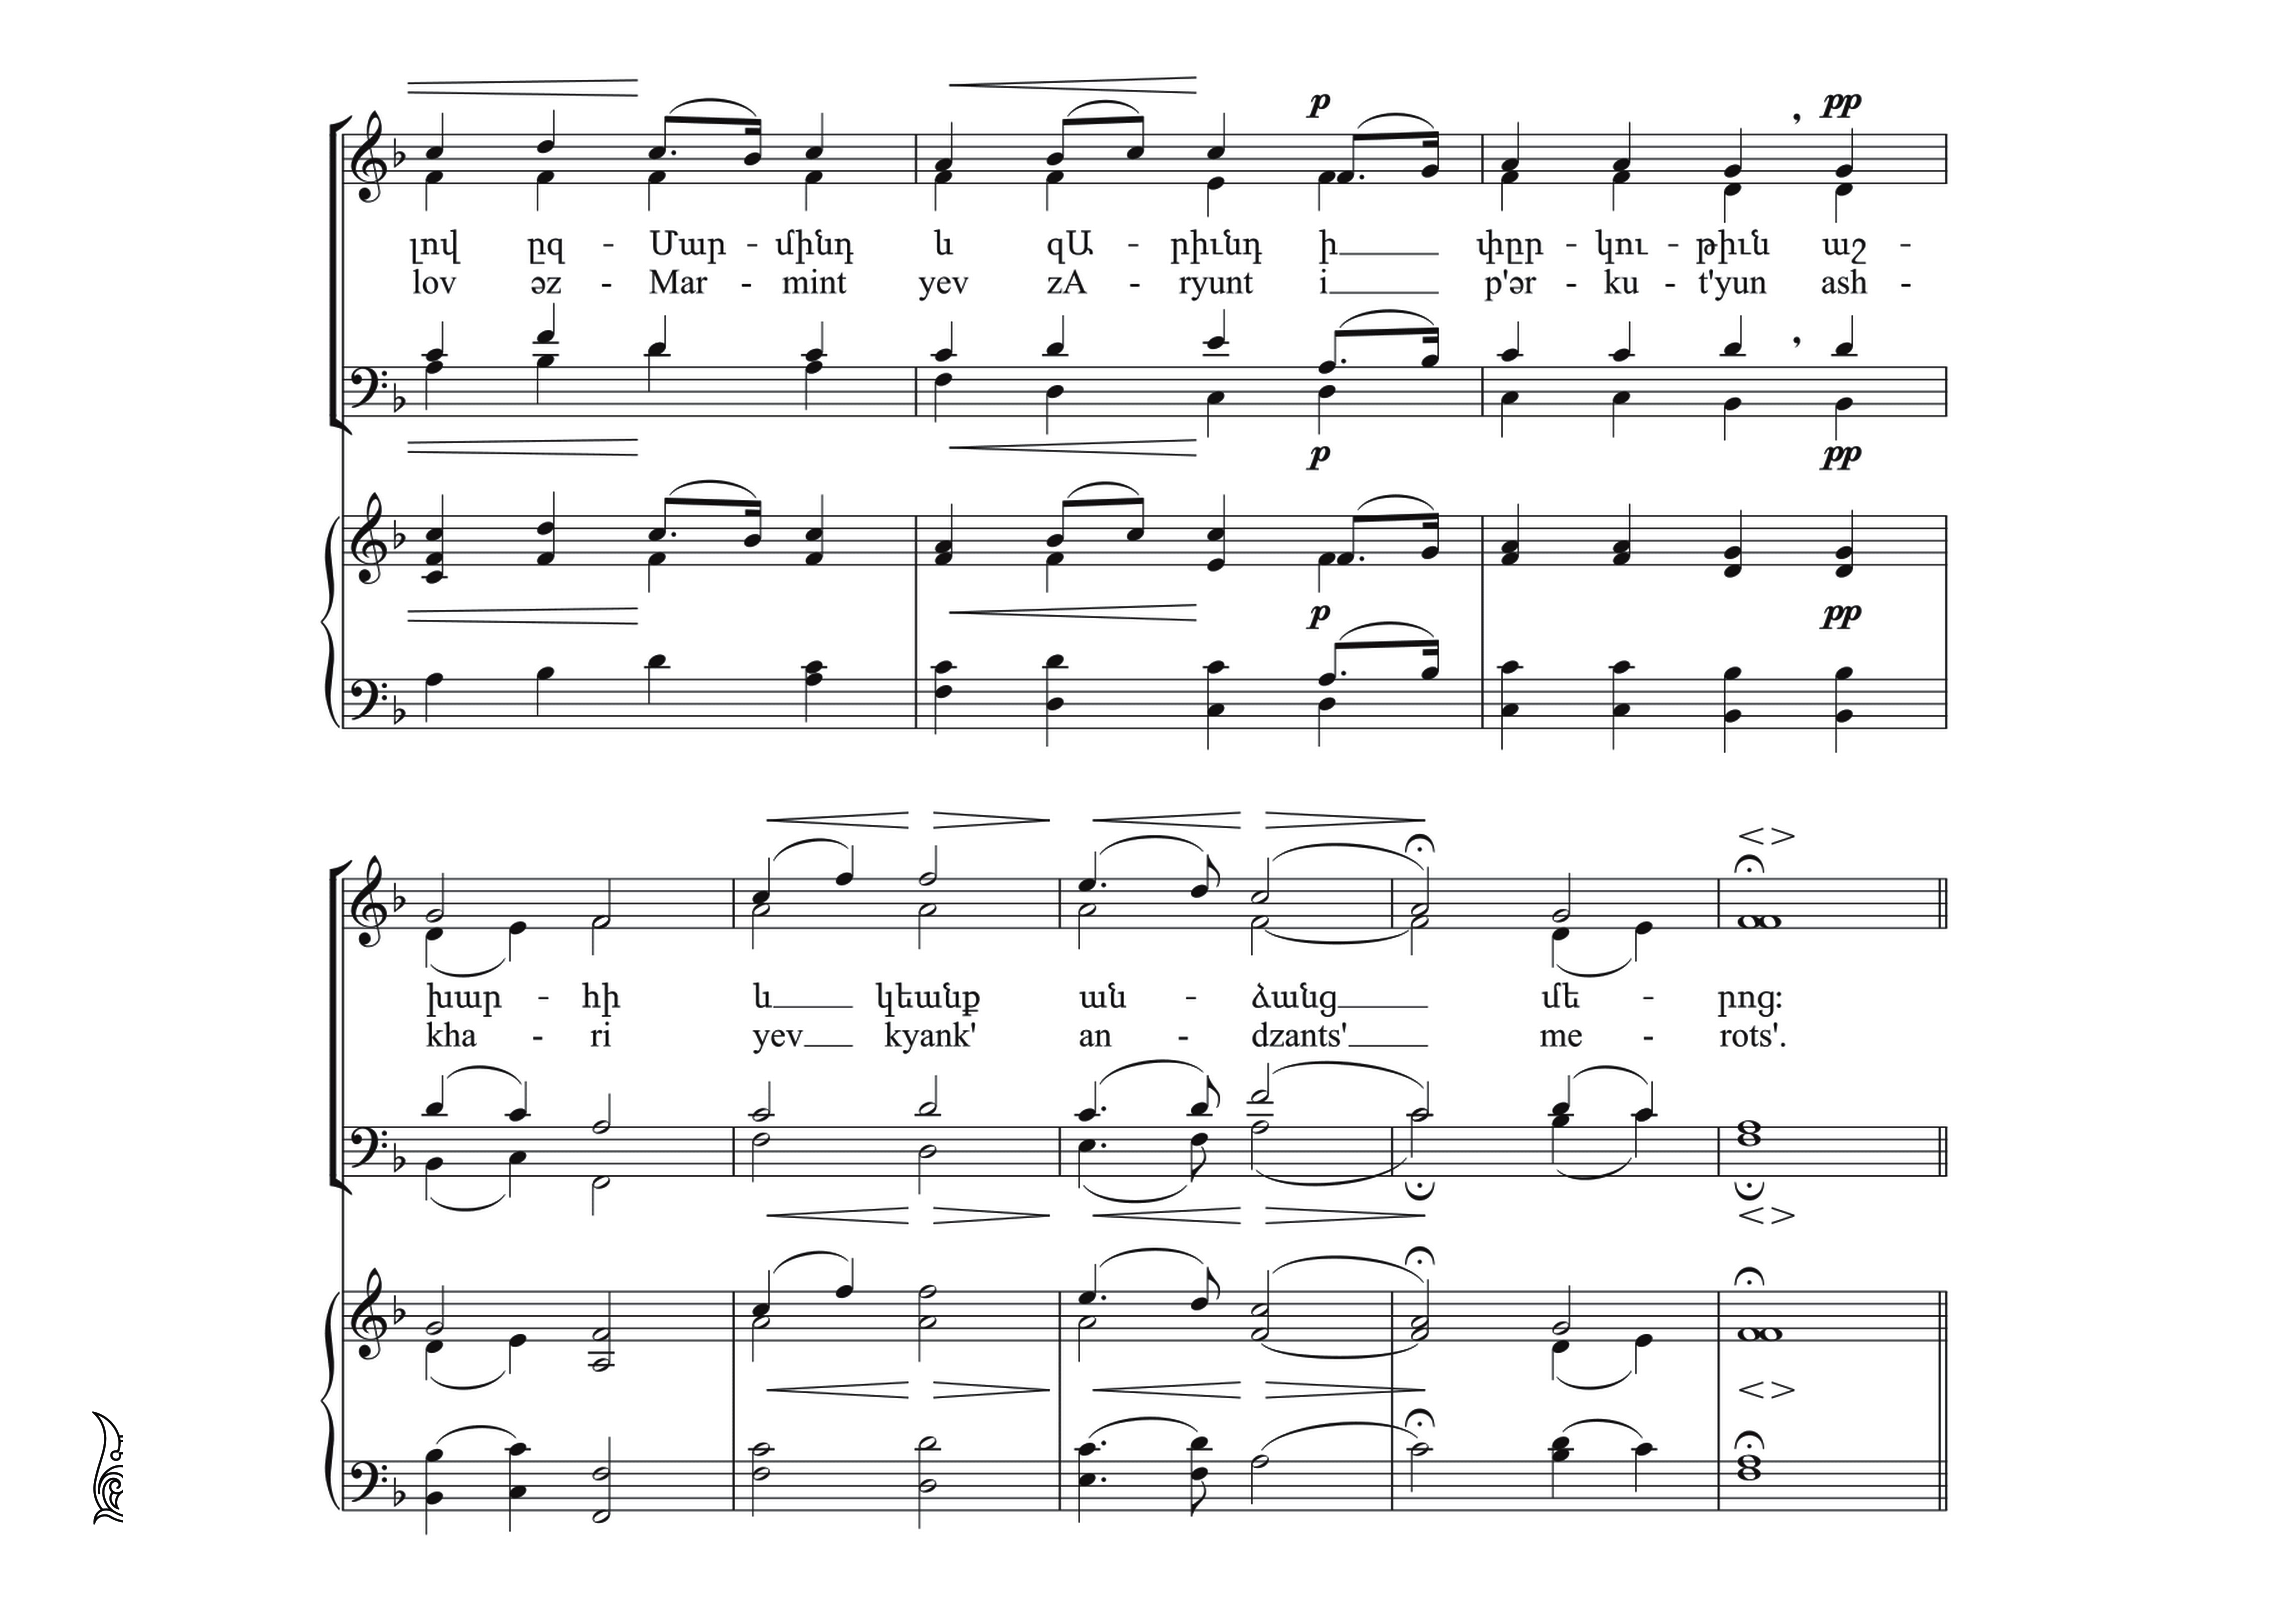 p pp
լով ըզ - Մար - մինդ և զԱ - րիւնդ ի փըր - կու - թիւն աշ -
lov əz - Mar - mint yev zA - ryunt i p'ər - ku - t'yun ash -
p pp
p pp
խար - հի և կեանք ան - ձանց մե - րոց:
kha - ri yev kyank' an - dzants' me - rots'.